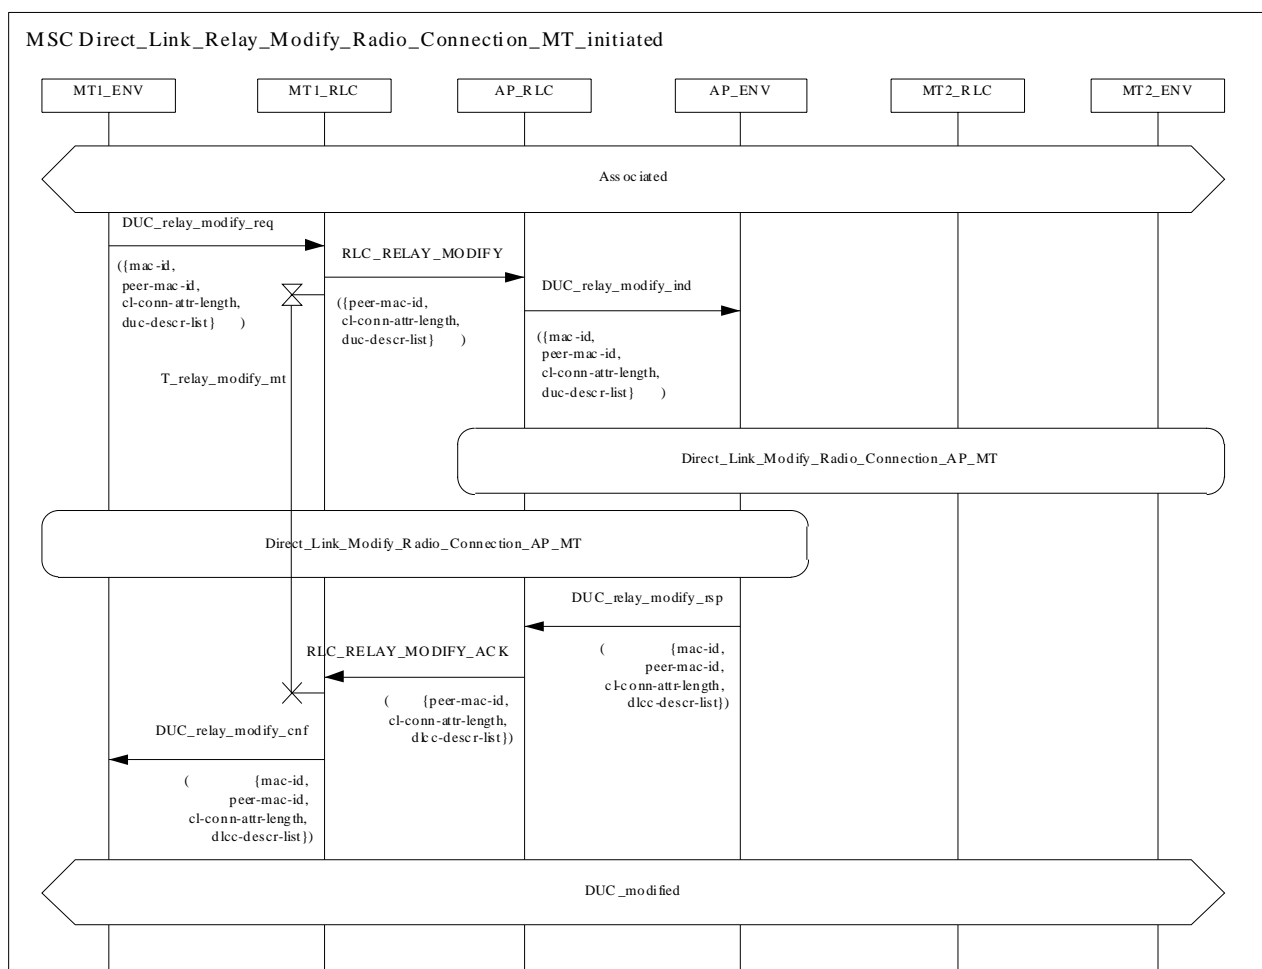 MSC Direct_Link_Relay_Modify_Radio_Connection_MT_initiated
MT1_ENV
MT1_RLC
AP_RLC
AP_ENV
MT2_RLC
MT2_ENV
Associated
DUC_relay_modify_req
({mac-id,
peer-mac-id,
cl-conn-attr-length,
duc-descr-list} )
RLC_RELAY_MODIFY
({peer-mac-id,
cl-conn-attr-length,
duc-descr-list} )
DUC_relay_modify_ind
({mac-id,
peer-mac-id,
cl-conn-attr-length,
duc-descr-list} )
T_relay_modify_mt
Direct_Link_Modify_Radio_Connection_AP_MT
Direct_Link_Modify_Radio_Connection_AP_MT
DUC_relay_modify_rsp
( {mac-id,
peer-mac-id,
cl-conn-attr-length,
dlcc-descr-list})
RLC_RELAY_MODIFY_ACK
( {peer-mac-id,
cl-conn-attr-length,
dlcc-descr-list})
DUC_relay_modify_cnf
( {mac-id,
peer-mac-id,
cl-conn-attr-length,
dlcc-descr-list})
DUC_modified